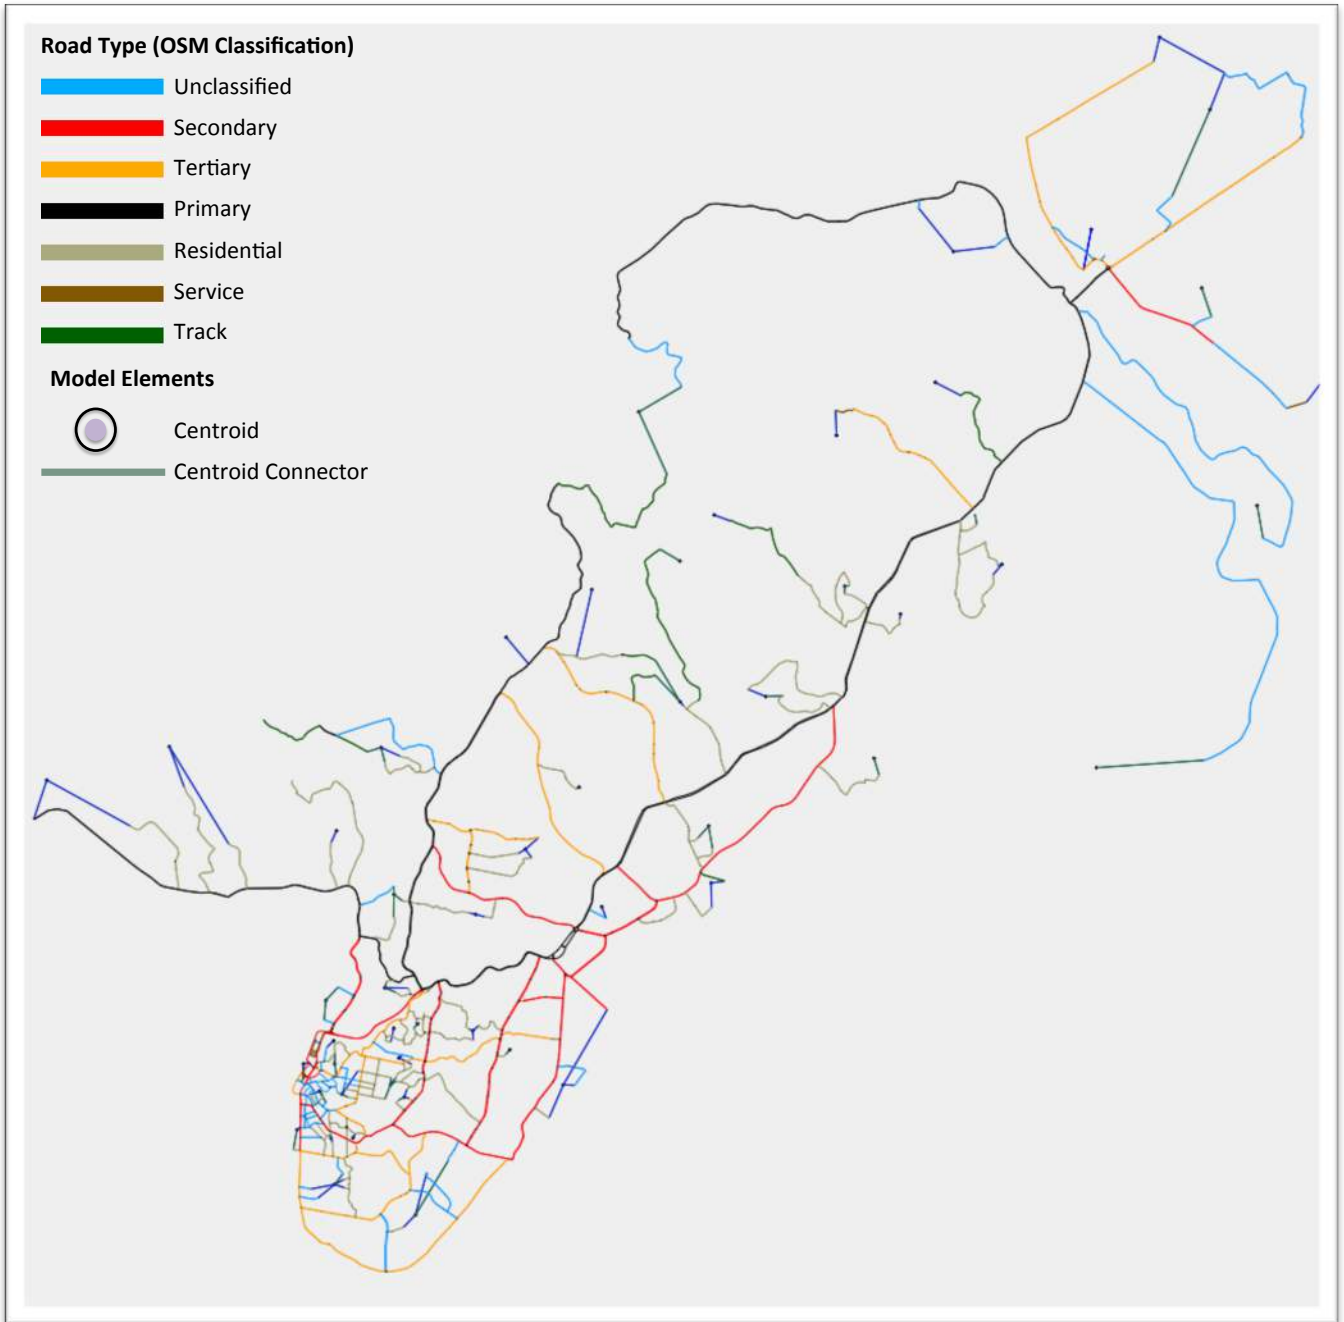 Road Type (OSM Classification)
Unclassified
Secondary
Tertiary
Primary
Residential
Service
Track
Model Elements
Centroid
Centroid Connector